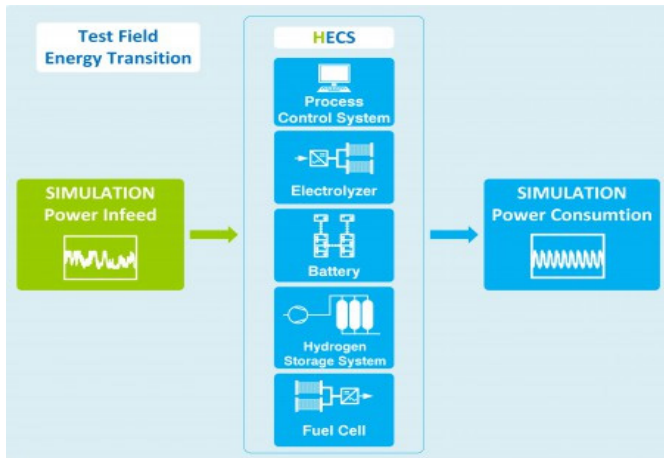 Test Field
Energy Transition
HECS
Process
Control System
Electrolyzer
Battery
Hydrogen
Storage System
Fuel Cell
SIMULATION
Power Infeed
SIMULATION
Power Consumtion